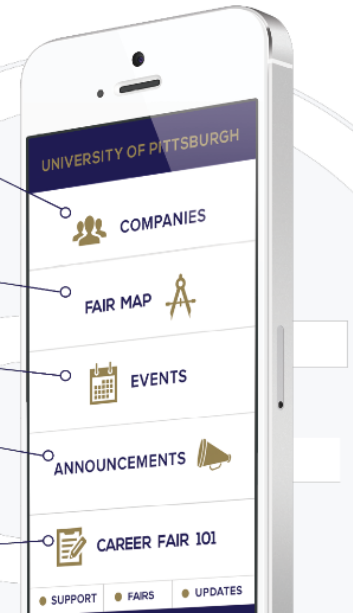 UNIVERSITY OF PITTSBURGH
COMPANIES
FAIR MAP
EVENTS
ANNOUNCEMENTS
CAREER FAIR 101
SUPPORT FAIRS UPDATES